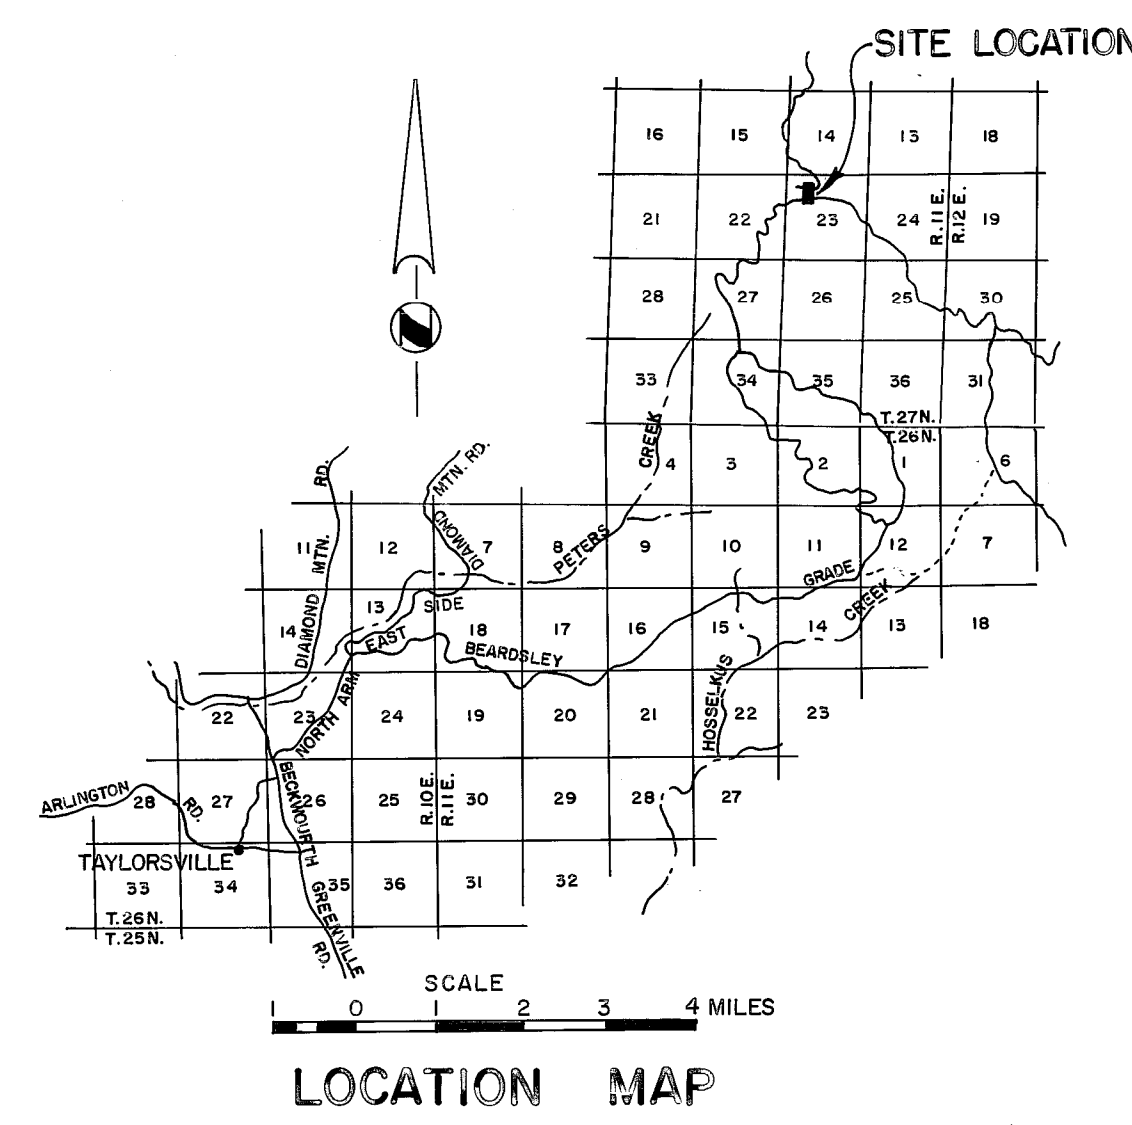 SITE LOCATION
16 15 14 13 18
21 22 23 24 R.11E. R.12E. 19
28 27 26 25 30
33 34 35 36 31
T.27N.
T.26N.
CREEK
4 3 2 1 6
RD.
MTN. RD.
DIAMOND
11 MTN. 12 7 8 PETERS 9 10 11 12 7
GRADE
CREEK
14 DIAMOND 13 SIDE
EAST 18 17 16 15 14 13 18
BEARDSLEY
HOSSELKUS
22 23 NORTH ARM 24 19 20 21 22 23
ARLINGTON RD.
28 27 26 25 R.10E. R.11E. 30 29 28 27
BECKWOURTH GREENVILLE RD.
TAYLORSVILLE
33 34 35 36 31 32
T.26N.
T.25N.
SCALE
1 0 1 2 3 4 MILES
LOCATION MAP